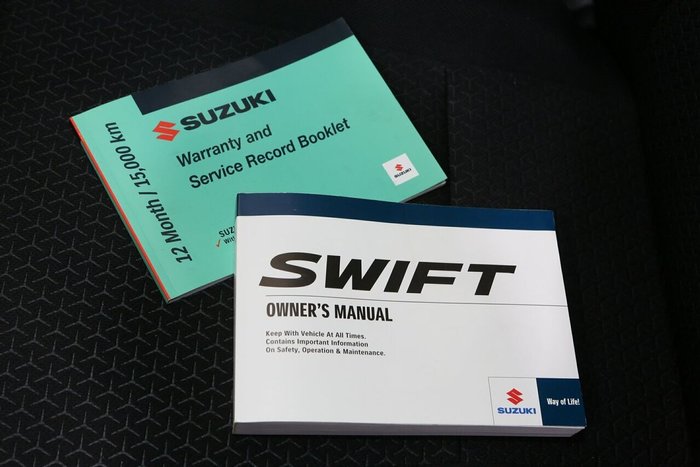 SUZUKI
Warranty and
Service Record Booklet
12 Month / 15,000 km
SUZUKI
SWIFT
OWNER'S MANUAL
Keep With Vehicle At All Times.
Contains Important Information
On Safety, Operation & Maintenance.
SUZUKI
Way of Life!